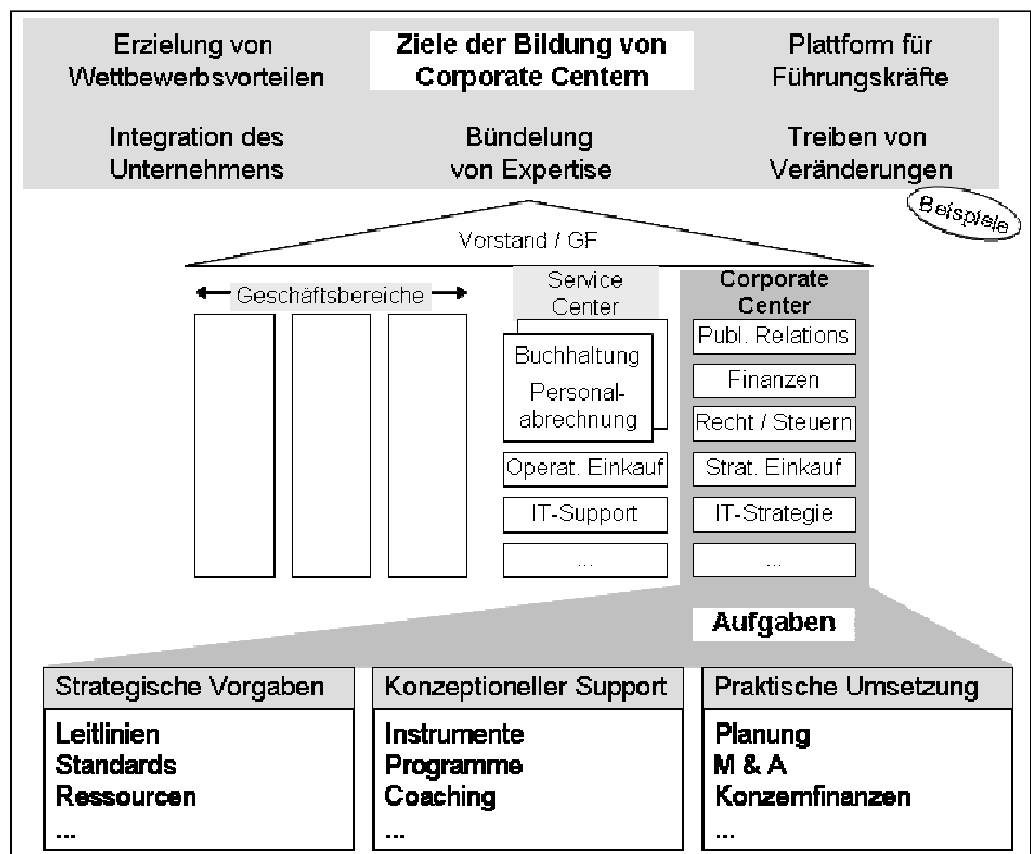 Erzielung von
Wettbewerbsvorteilen
Ziele der Bildung von
Corporate Centern
Plattform für
Führungskräfte
Integration des
Unternehmens
Bündelung
von Expertise
Treiben von
Veränderungen
Beispiele
Vorstand / GF
Geschäftsbereiche
Service
Center
Buchhaltung
Personal-
abrechnung
Operat. Einkauf
IT-Support
...
Corporate
Center
Publ. Relations
Finanzen
Recht / Steuern
Strat. Einkauf
IT-Strategie
...
Aufgaben
Strategische Vorgaben
Leitlinien
Standards
Ressourcen
...
Konzeptioneller Support
Instrumente
Programme
Coaching
...
Praktische Umsetzung
Planung
M & A
Konzernfinanzen
...